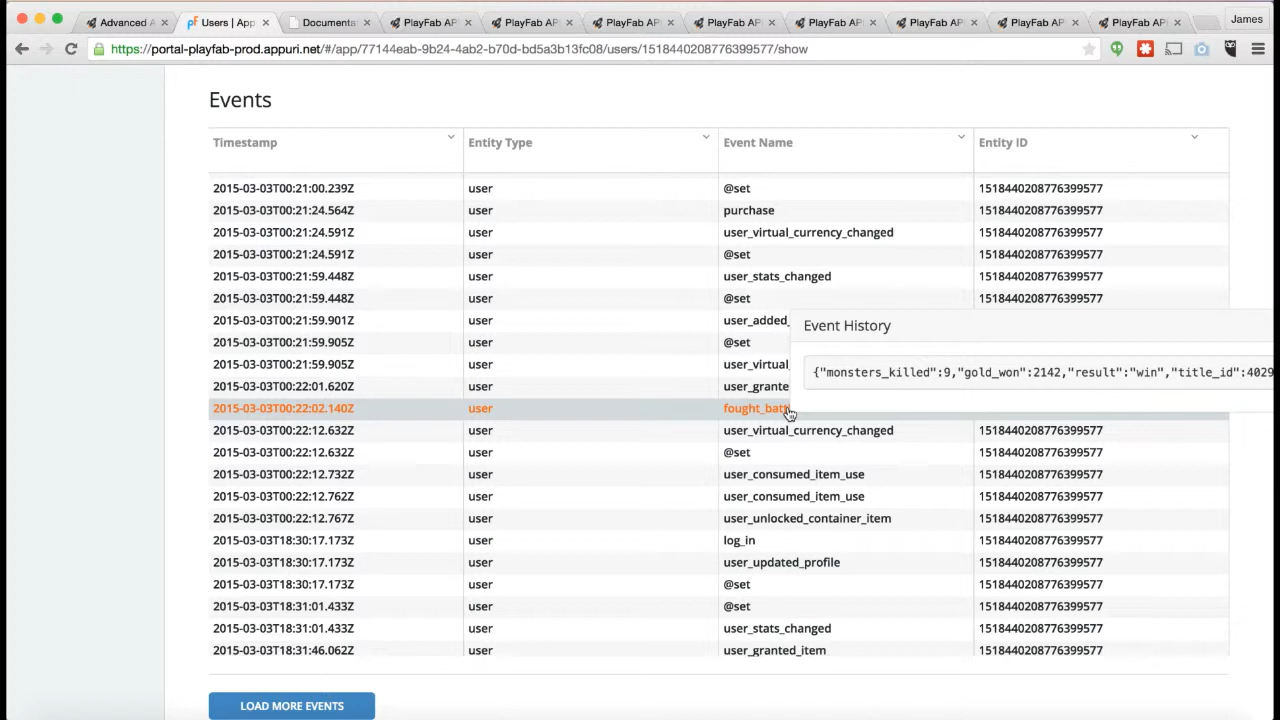 Advanced A
Users | App
Documenta
PlayFab AP
PlayFab AP
PlayFab AP
PlayFab AP
PlayFab AP
PlayFab AP
PlayFab AP
PlayFab AP
James
https://portal-playfab-prod.appuri.net/#/app/77144eab-9b24-4ab2-b70d-bd5a3b13fc08/users/1518440208776399577/show
Events
Timestamp Entity Type Event Name Entity ID
2015-03-03T00:21:00.239Z user @set 1518440208776399577
2015-03-03T00:21:24.564Z user purchase 1518440208776399577
2015-03-03T00:21:24.591Z user user_virtual_currency_changed 1518440208776399577
2015-03-03T00:21:24.591Z user @set 1518440208776399577
2015-03-03T00:21:59.448Z user user_stats_changed 1518440208776399577
2015-03-03T00:21:59.448Z user @set 1518440208776399577
2015-03-03T00:21:59.901Z user user_added_
Event History
2015-03-03T00:21:59.905Z user @set
2015-03-03T00:21:59.905Z user user_virtual
{"monsters_killed":9,"gold_won":2142,"result":"win","title_id":4029
2015-03-03T00:22:01.620Z user user_grante
2015-03-03T00:22:02.140Z user fought_batt
2015-03-03T00:22:12.632Z user user_virtual_currency_changed 1518440208776399577
2015-03-03T00:22:12.632Z user @set 1518440208776399577
2015-03-03T00:22:12.732Z user user_consumed_item_use 1518440208776399577
2015-03-03T00:22:12.762Z user user_consumed_item_use 1518440208776399577
2015-03-03T00:22:12.767Z user user_unlocked_container_item 1518440208776399577
2015-03-03T18:30:17.173Z user log_in 1518440208776399577
2015-03-03T18:30:17.173Z user user_updated_profile 1518440208776399577
2015-03-03T18:30:17.173Z user @set 1518440208776399577
2015-03-03T18:31:01.433Z user @set 1518440208776399577
2015-03-03T18:31:01.433Z user user_stats_changed 1518440208776399577
2015-03-03T18:31:46.062Z user user_granted_item 1518440208776399577
LOAD MORE EVENTS